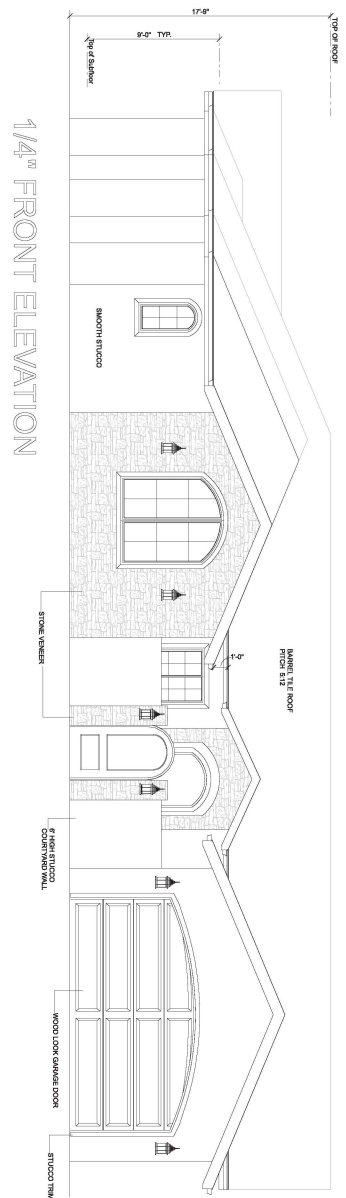 TOP OF ROOF
17'-9"
9'-0" TYP.
Top of Subfloor
SMOOTH STUCCO
BARREL TILE ROOF
PITCH 5:12
1'-0"
STONE VENEER
6' HIGH STUCCO
COURTYARD WALL
WOOD LOOK GARAGE DOOR
STUCCO TRIM
1/4" FRONT ELEVATION